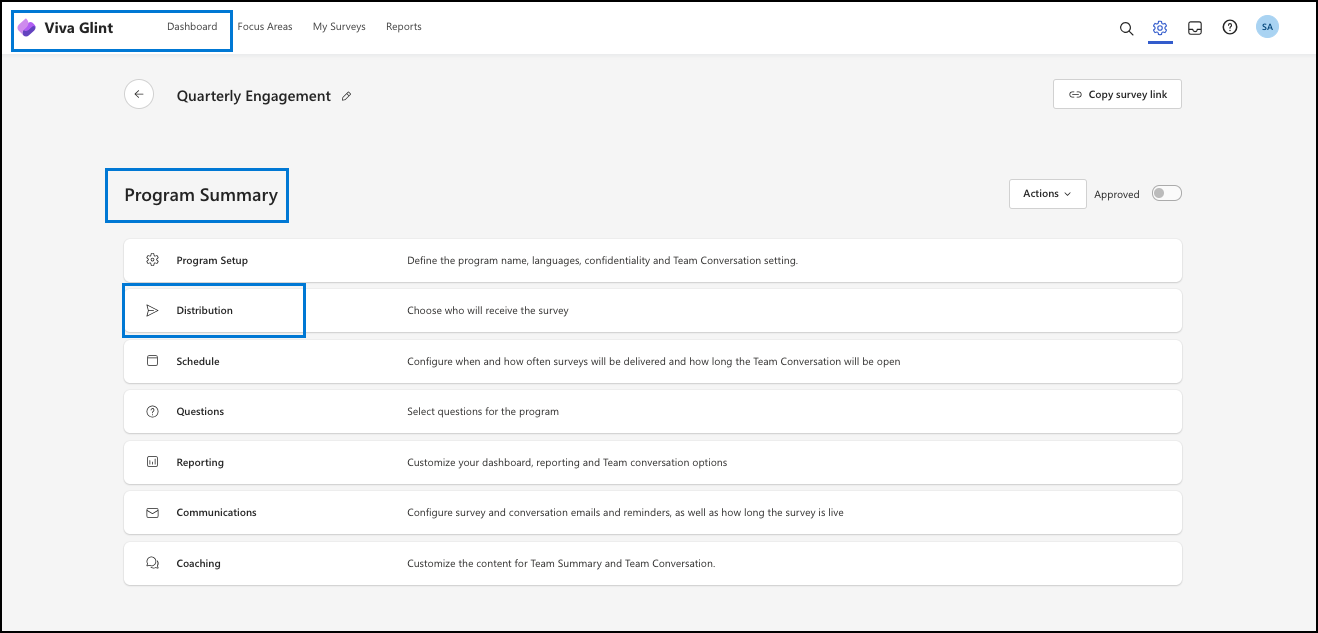 Viva Glint Dashboard Focus Areas My Surveys Reports SA
Quarterly Engagement Copy survey link
Program Summary Actions Approved
Program Setup Define the program name, languages, confidentiality and Team Conversation setting.
Distribution Choose who will receive the survey
Schedule Configure when and how often surveys will be delivered and how long the Team Conversation will be open
Questions Select questions for the program
Reporting Customize your dashboard, reporting and Team conversation options
Communications Configure survey and conversation emails and reminders, as well as how long the survey is live
Coaching Customize the content for Team Summary and Team Conversation.